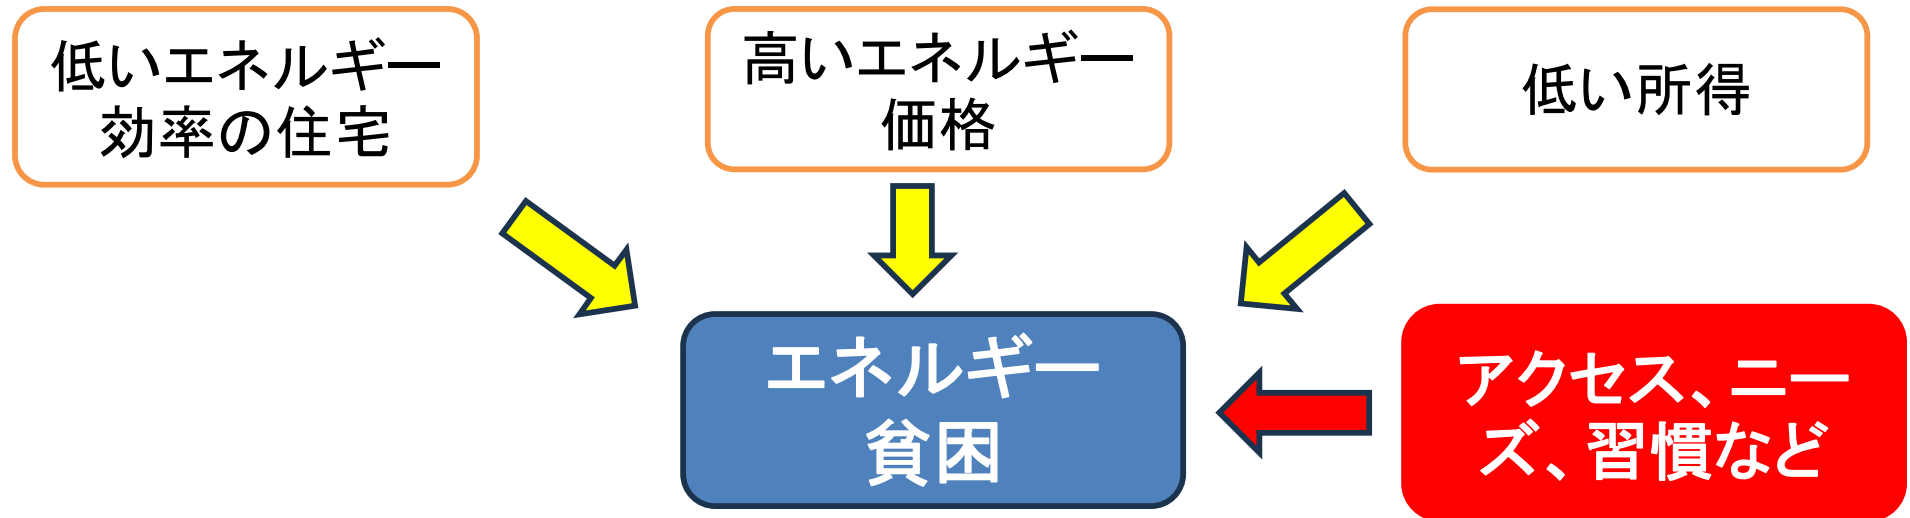 低いエネルギー
効率の住宅
高いエネルギー
価格
低い所得
エネルギー
貧困
アクセス、ニー
ズ、習慣など